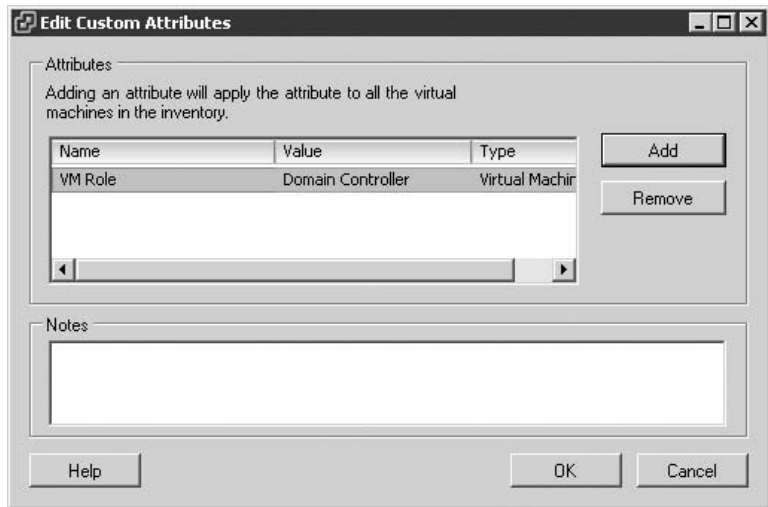 Edit Custom Attributes
Attributes
Adding an attribute will apply the attribute to all the virtual
machines in the inventory.
Name Value Type
VM Role Domain Controller Virtual Machin
Add
Remove
Notes
Help OK Cancel